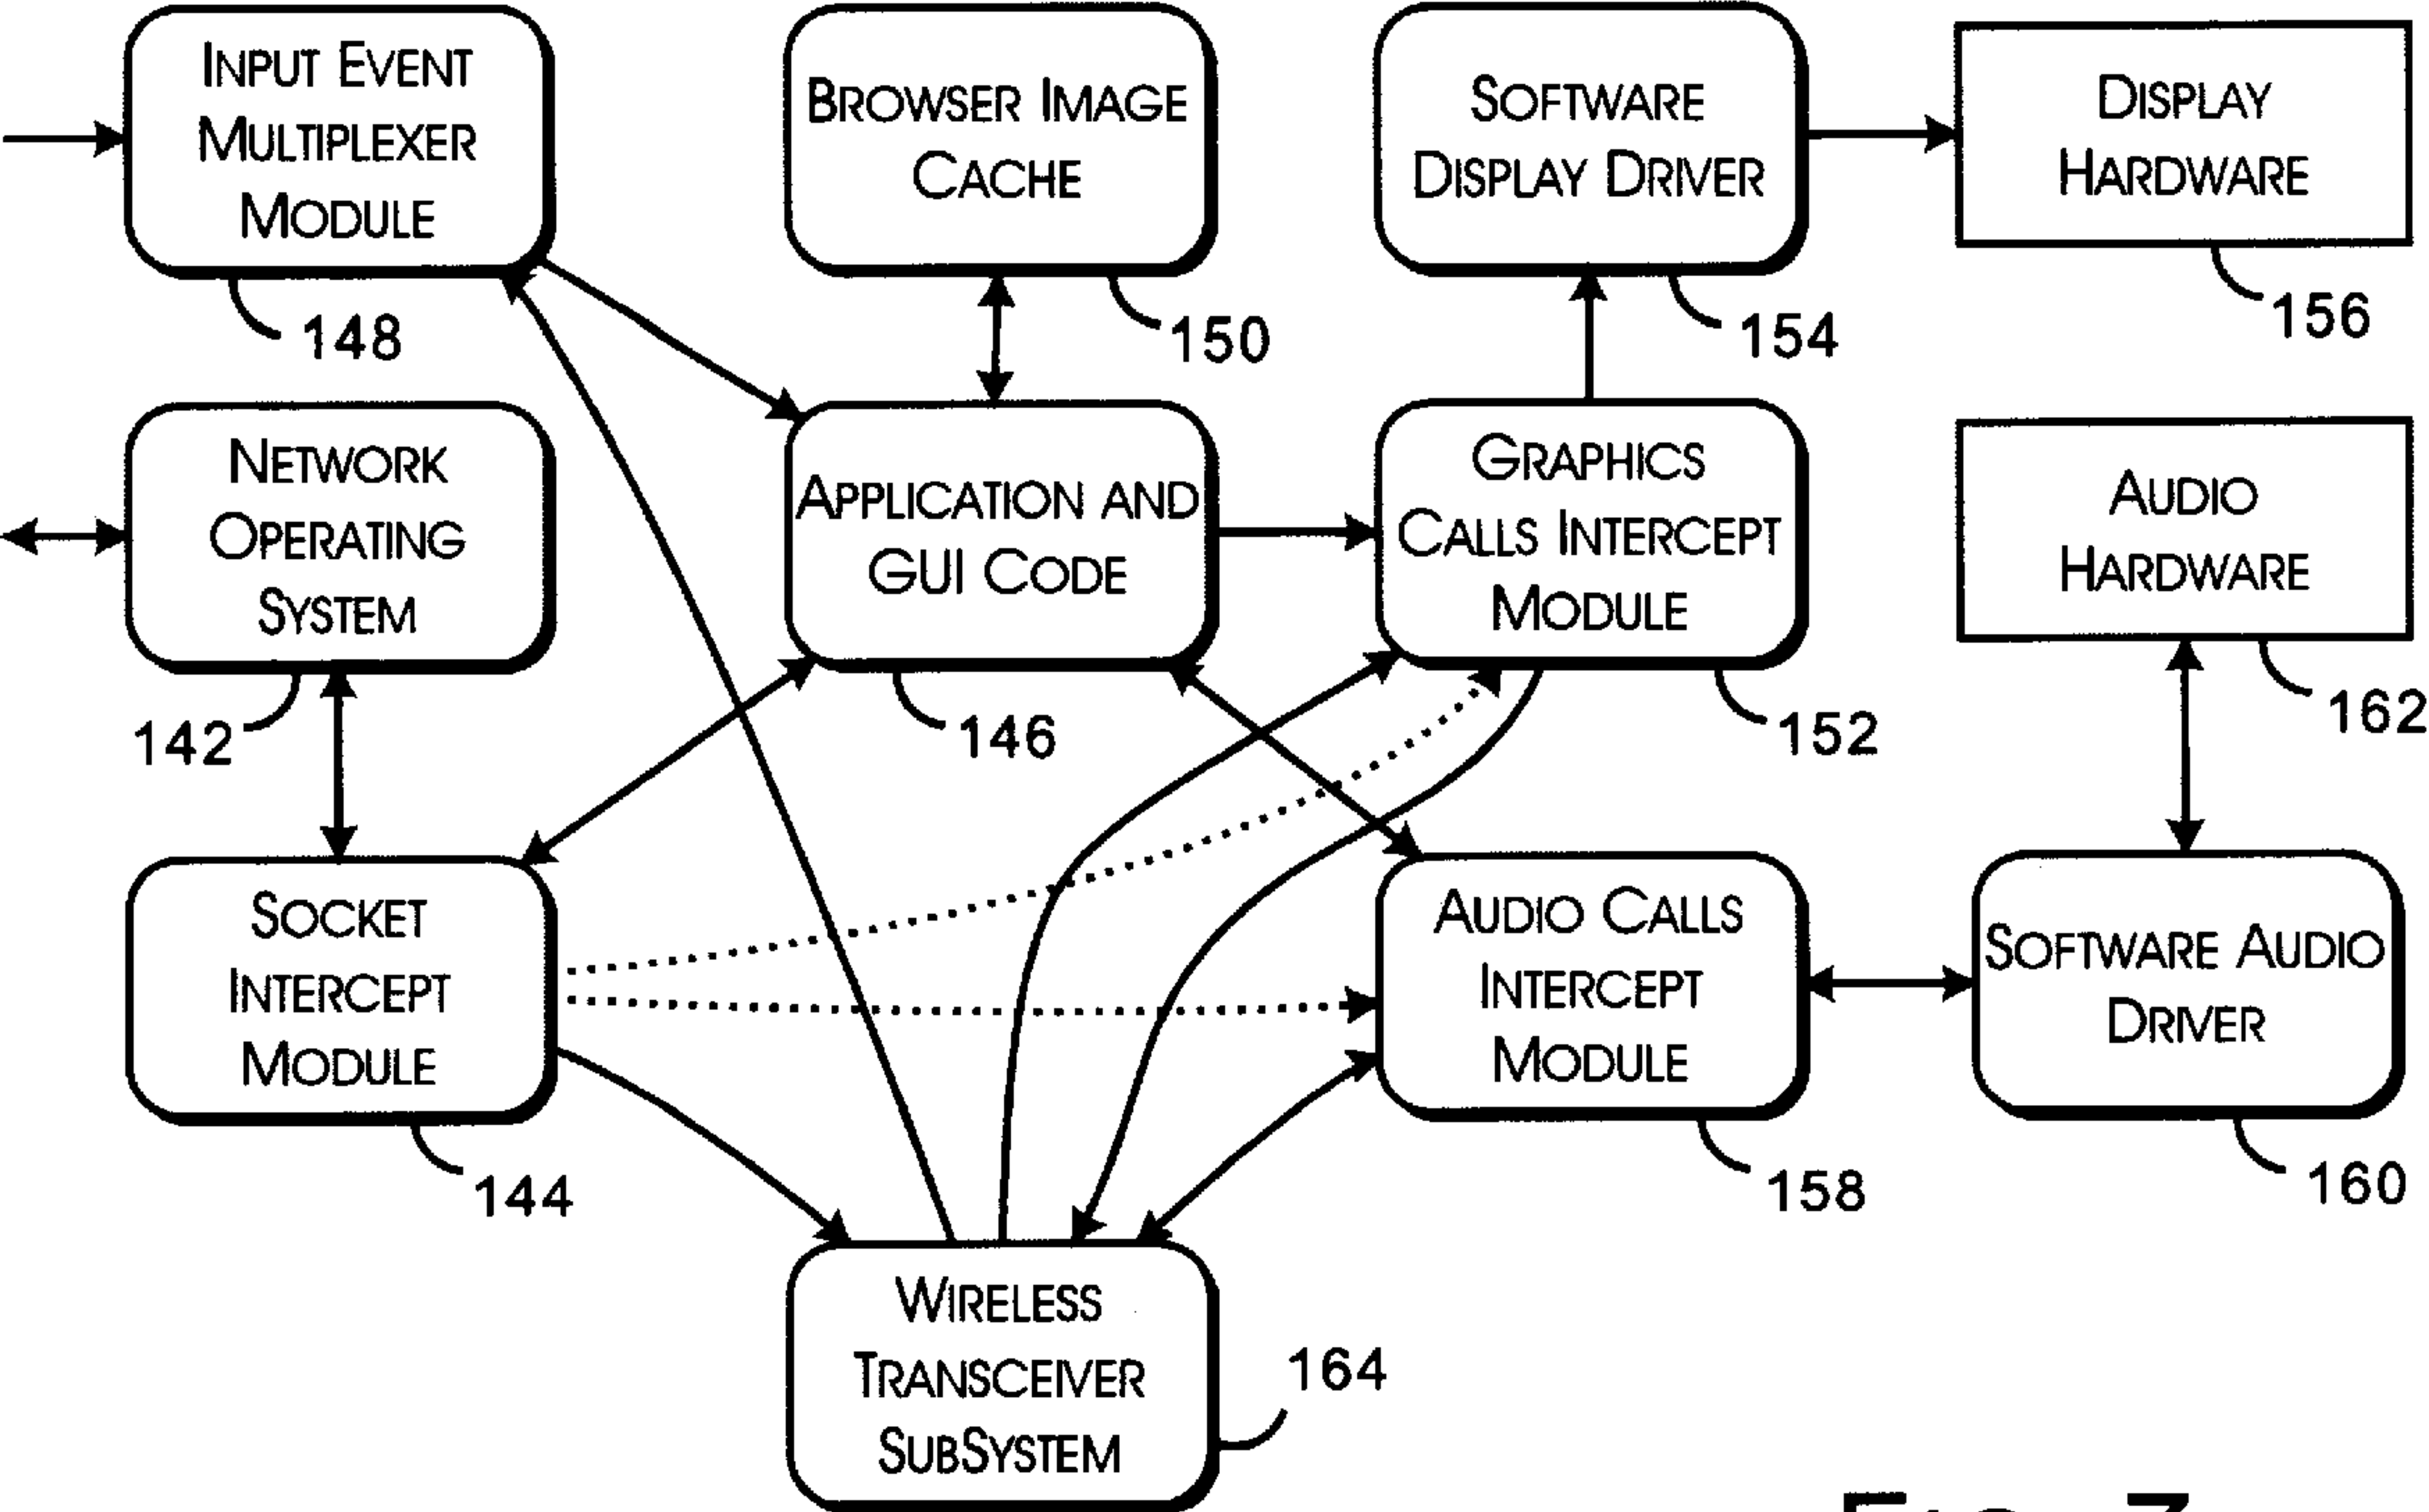 INPUT EVENT
MULTIPLEXER
MODULE
148
BROWSER IMAGE
CACHE
150
SOFTWARE
DISPLAY DRIVER
154
DISPLAY
HARDWARE
156
NETWORK
OPERATING
SYSTEM
142
APPLICATION AND
GUI CODE
146
GRAPHICS
CALLS INTERCEPT
MODULE
152
AUDIO
HARDWARE
162
SOCKET
INTERCEPT
MODULE
144
AUDIO CALLS
INTERCEPT
MODULE
158
SOFTWARE AUDIO
DRIVER
160
WIRELESS
TRANSCEIVER
SUBSYSTEM
164